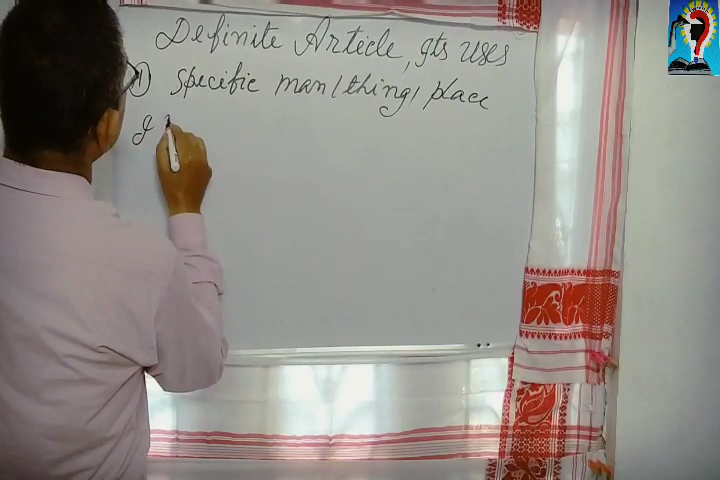 Definite Article, Its uses
① Specific man/thing/place
I